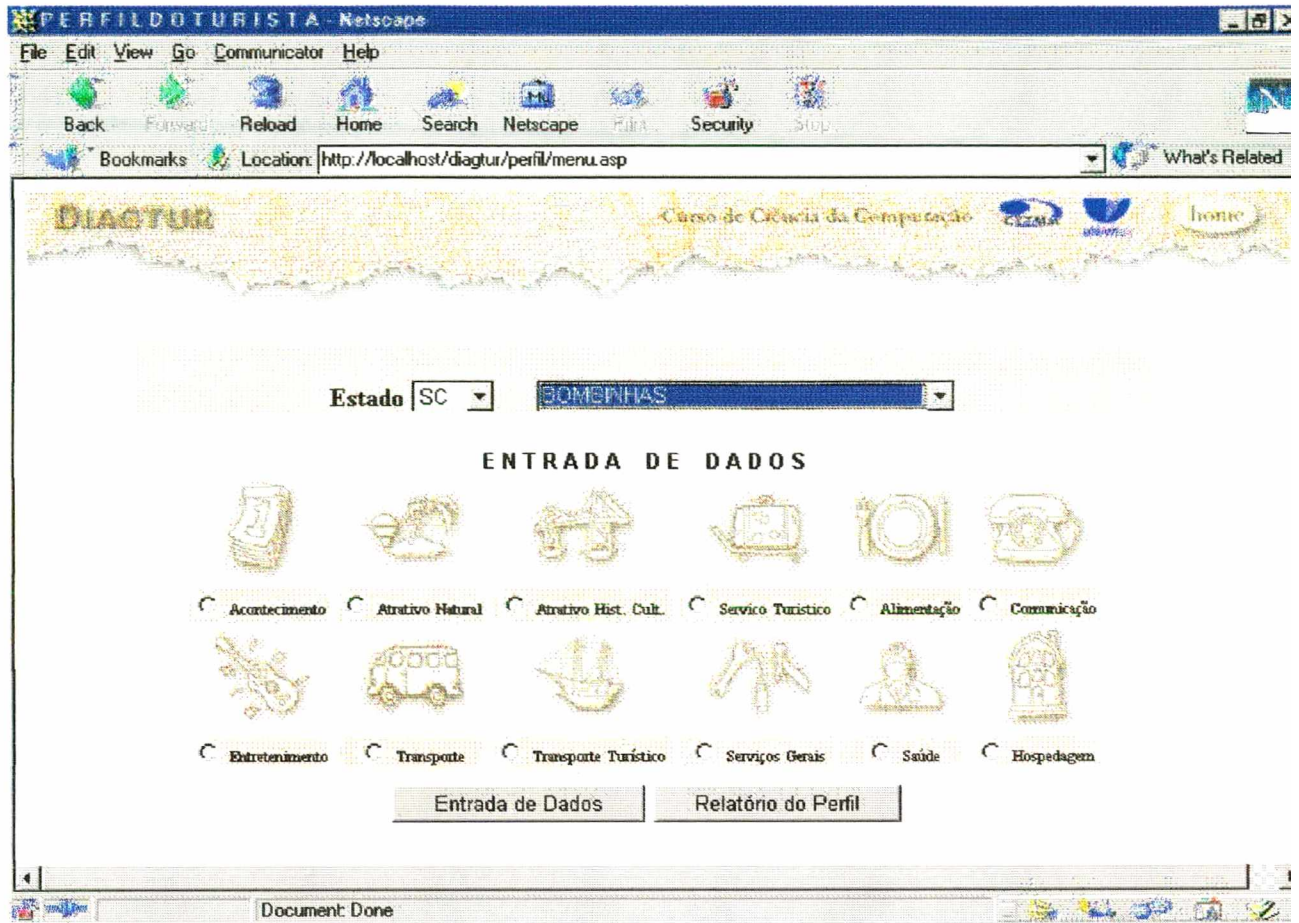 PERFILDOTURISTA - Netscape
File Edit View Go Communicator Help
Back Forward Reload Home Search Netscape Print Security Stop
Bookmarks Location: http://localhost/diagtur/perfil/menu.asp What's Related
DIAGTUR Curso de Ciência da Computação home
Estado SC BOMBINHAS
ENTRADA DE DADOS
Acontecimento Atrativo Natural Atrativo Hist. Cult. Servico Turistico Alimentação Comunicação
Entretenimento Transporte Transporte Turístico Serviços Gerais Saúde Hospedagem
Entrada de Dados Relatório do Perfil
Document: Done